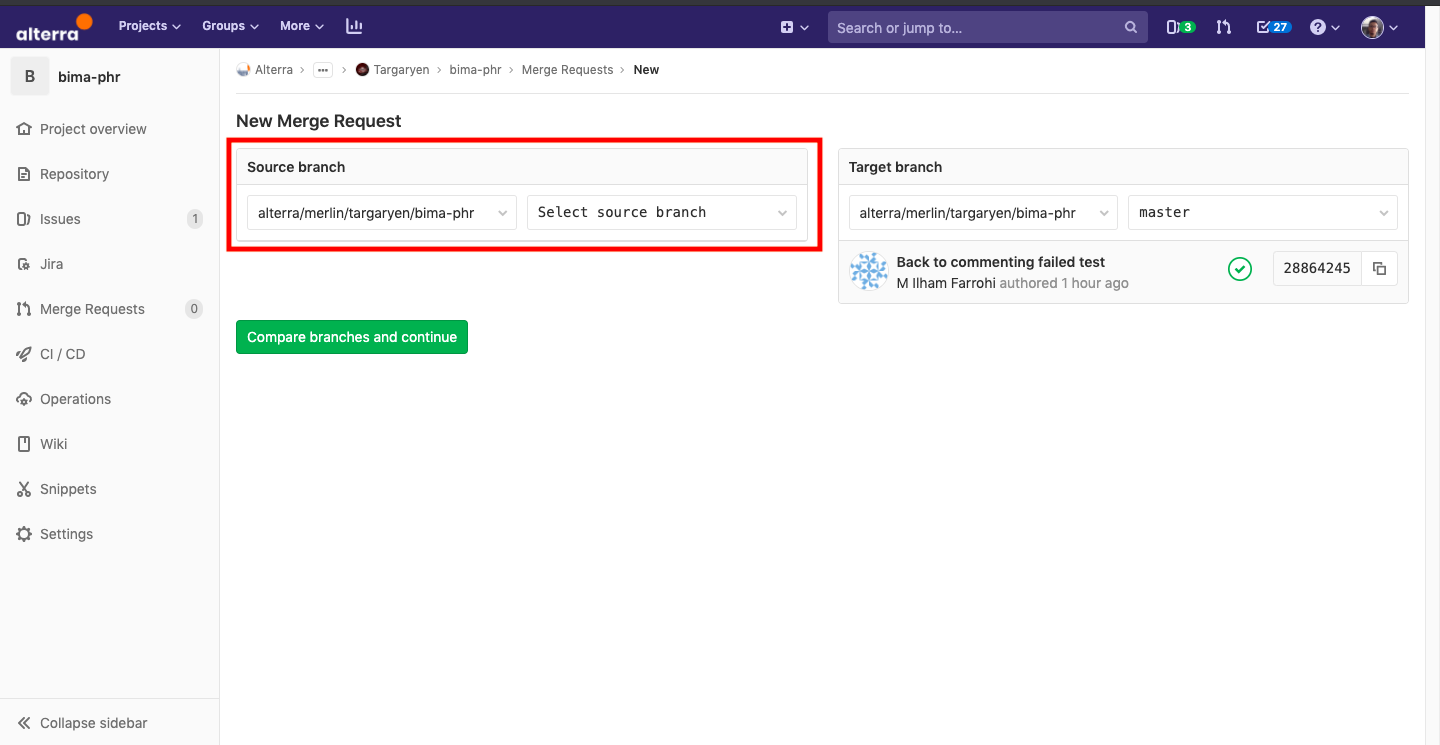 alterra
Projects
Groups
More
Search or jump to...
3
27
B
bima-phr
Project overview
Repository
Issues
1
Jira
Merge Requests
0
CI / CD
Operations
Wiki
Snippets
Settings
Collapse sidebar
Alterra › ... › Targaryen › bima-phr › Merge Requests › New
New Merge Request
Source branch
alterra/merlin/targaryen/bima-phr
Select source branch
Target branch
alterra/merlin/targaryen/bima-phr
master
Back to commenting failed test
M Ilham Farrohi authored 1 hour ago
28864245
Compare branches and continue